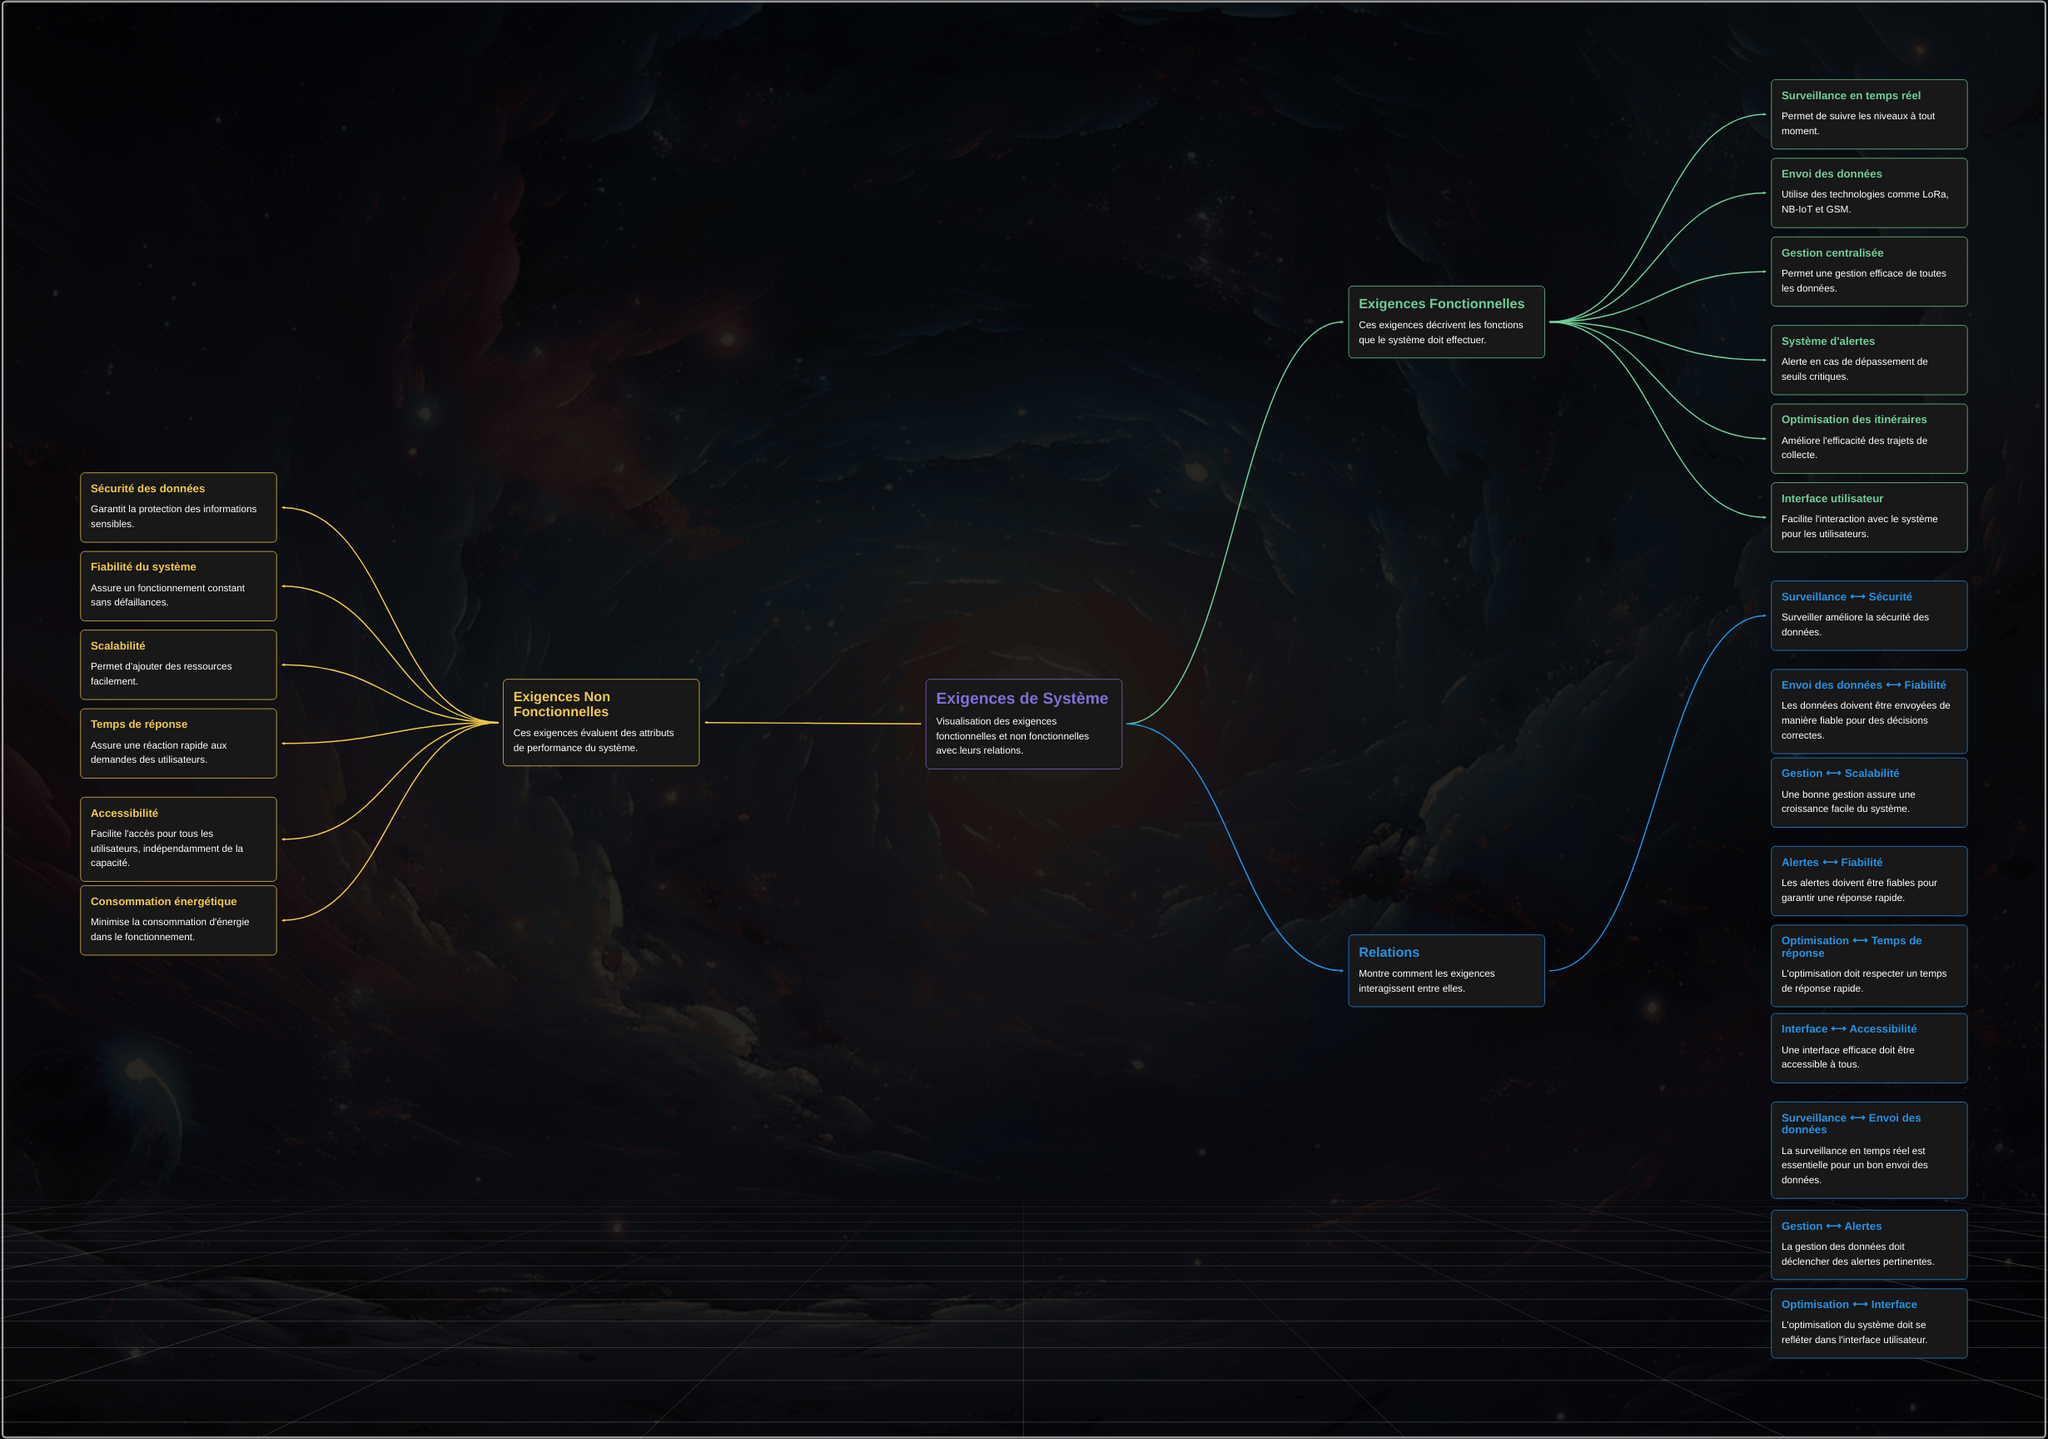 Exigences de Système
Visualisation des exigences
fonctionnelles et non fonctionnelles
avec leurs relations.
Exigences Fonctionnelles
Ces exigences décrivent les fonctions
que le système doit effectuer.
Surveillance en temps réel
Permet de suivre les niveaux à tout
moment.
Envoi des données
Utilise des technologies comme LoRa,
NB-IoT et GSM.
Gestion centralisée
Permet une gestion efficace de toutes
les données.
Système d'alertes
Alerte en cas de dépassement de
seuils critiques.
Optimisation des itinéraires
Améliore l'efficacité des trajets de
collecte.
Interface utilisateur
Facilite l'interaction avec le système
pour les utilisateurs.
Exigences Non
Fonctionnelles
Ces exigences évaluent des attributs
de performance du système.
Sécurité des données
Garantit la protection des informations
sensibles.
Fiabilité du système
Assure un fonctionnement constant
sans défaillances.
Scalabilité
Permet d'ajouter des ressources
facilement.
Temps de réponse
Assure une réaction rapide aux
demandes des utilisateurs.
Accessibilité
Facilite l'accès pour tous les
utilisateurs, indépendamment de la
capacité.
Consommation énergétique
Minimise la consommation d'énergie
dans le fonctionnement.
Relations
Montre comment les exigences
interagissent entre elles.
Surveillance ⟷ Sécurité
Surveiller améliore la sécurité des
données.
Envoi des données ⟷ Fiabilité
Les données doivent être envoyées de
manière fiable pour des décisions
correctes.
Gestion ⟷ Scalabilité
Une bonne gestion assure une
croissance facile du système.
Alertes ⟷ Fiabilité
Les alertes doivent être fiables pour
garantir une réponse rapide.
Optimisation ⟷ Temps de
réponse
L'optimisation doit respecter un temps
de réponse rapide.
Interface ⟷ Accessibilité
Une interface efficace doit être
accessible à tous.
Surveillance ⟷ Envoi des
données
La surveillance en temps réel est
essentielle pour un bon envoi des
données.
Gestion ⟷ Alertes
La gestion des données doit
déclencher des alertes pertinentes.
Optimisation ⟷ Interface
L'optimisation du système doit se
refléter dans l'interface utilisateur.